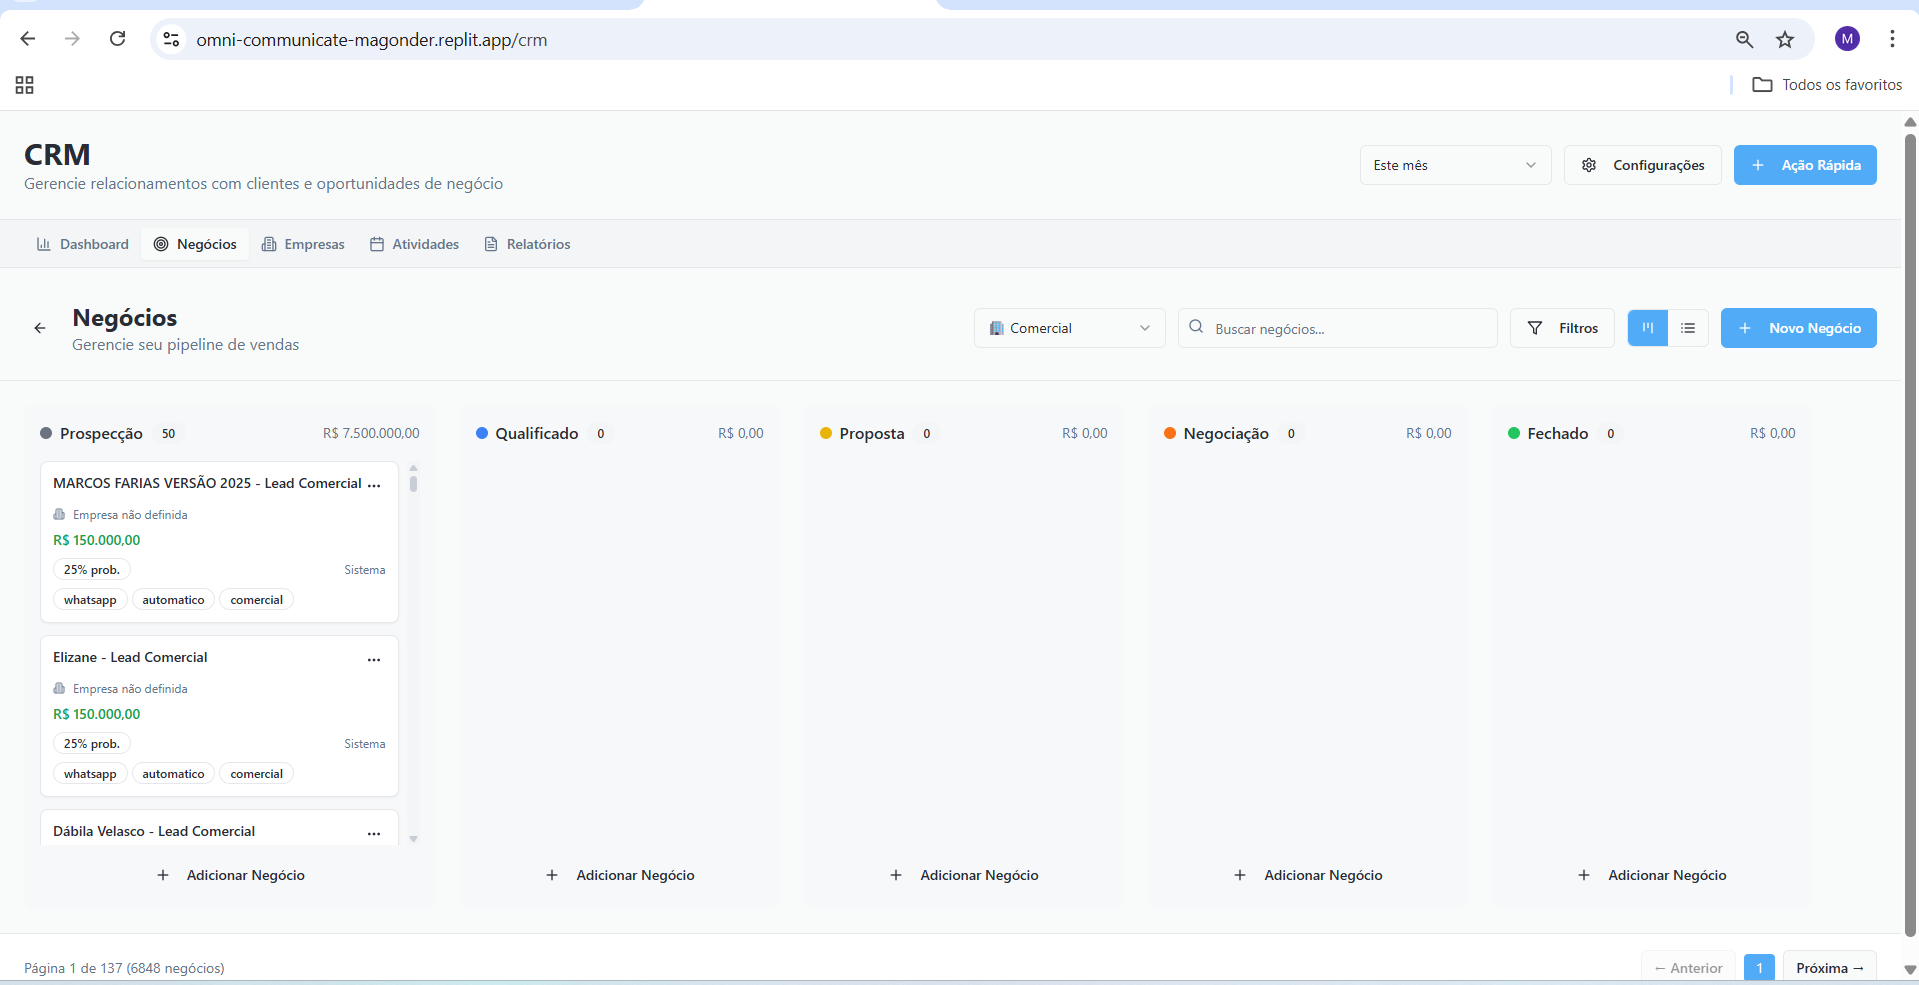 omni-communicate-magonder.replit.app/crm
M
Todos os favoritos
CRM
Gerencie relacionamentos com clientes e oportunidades de negócio
Este mês
Configurações
+ Ação Rápida
Dashboard
Negócios
Empresas
Atividades
Relatórios
Negócios
Gerencie seu pipeline de vendas
Comercial
Buscar negócios...
Filtros
+ Novo Negócio
Prospecção 50 R$ 7.500.000,00
MARCOS FARIAS VERSÃO 2025 - Lead Comercial ...
Empresa não definida
R$ 150.000,00
25% prob. Sistema
whatsapp automatico comercial
Elizane - Lead Comercial ...
Empresa não definida
R$ 150.000,00
25% prob. Sistema
whatsapp automatico comercial
Dábila Velasco - Lead Comercial ...
+ Adicionar Negócio
Qualificado 0 R$ 0,00
+ Adicionar Negócio
Proposta 0 R$ 0,00
+ Adicionar Negócio
Negociação 0 R$ 0,00
+ Adicionar Negócio
Fechado 0 R$ 0,00
+ Adicionar Negócio
Página 1 de 137 (6848 negócios)
← Anterior
1
Próxima →